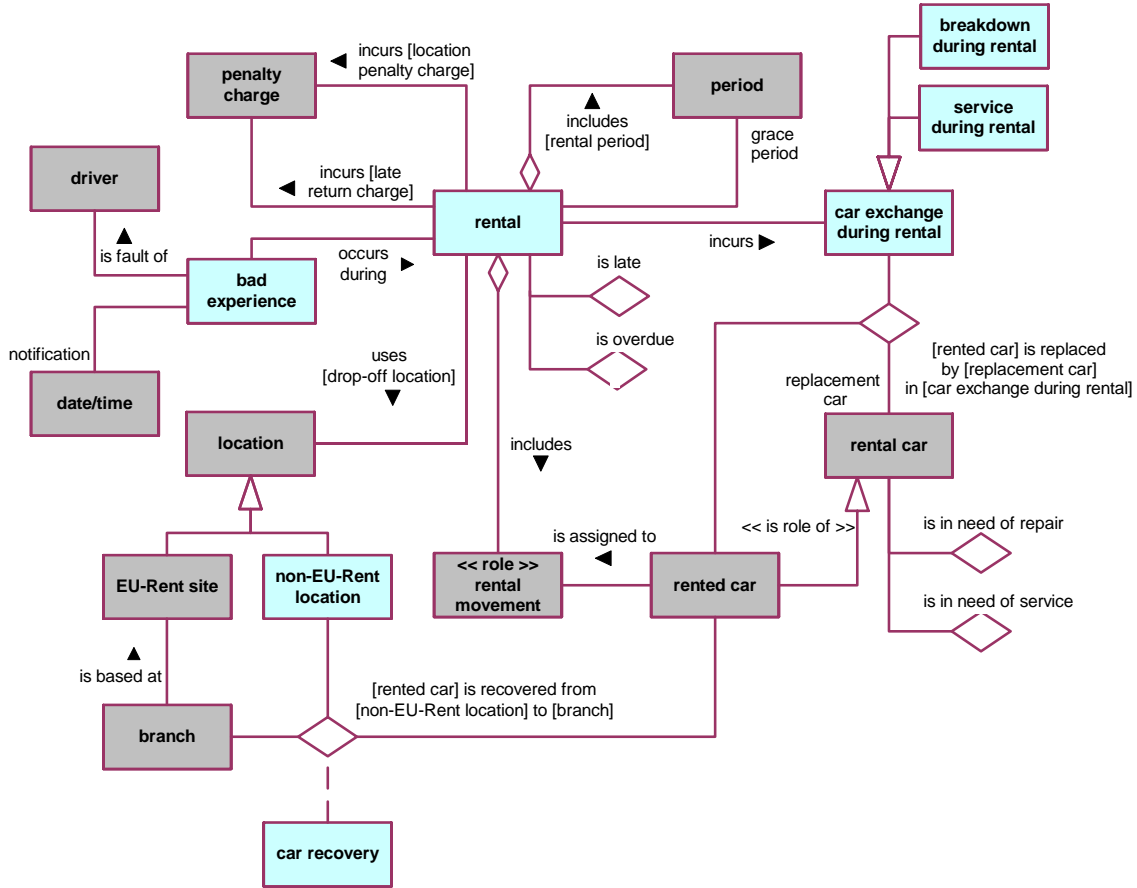 breakdown
during rental
incurs [location
penalty charge]
penalty
charge
period
includes
[rental period]
service
during rental
grace
period
driver
incurs [late
return charge]
rental
car exchange
during rental
incurs
is fault of
occurs
during
bad
experience
is late
is overdue
notification
date/time
uses
[drop-off location]
[rented car] is replaced
by [replacement car]
in [car exchange during rental]
replacement
car
location
includes
rental car
is in need of repair
<< is role of >>
is assigned to
EU-Rent site
non-EU-Rent
location
<< role >>
rental
movement
rented car
is in need of service
is based at
[rented car] is recovered from
[non-EU-Rent location] to [branch]
branch
car recovery